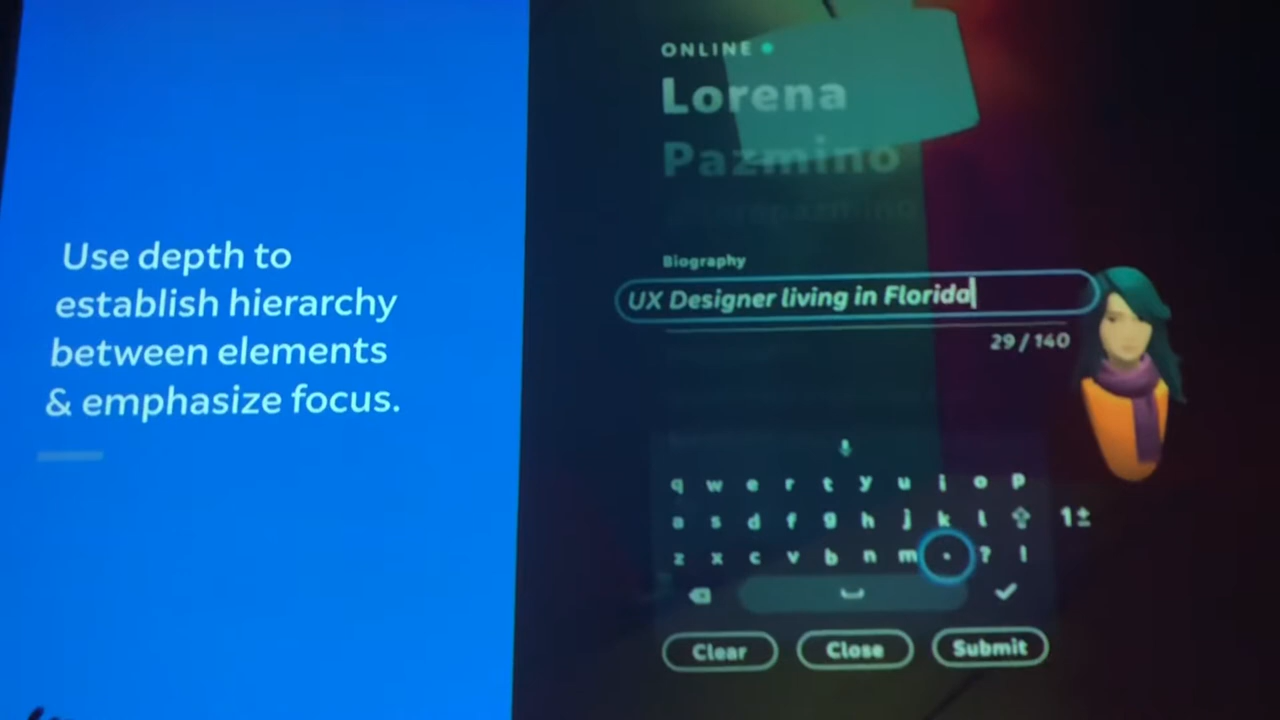 Use depth to
establish hierarchy
between elements
& emphasize focus.
ONLINE
Lorena
Pazmino
Biography
UX Designer living in Florida
29 / 140
q w e r t y u i o p
a s d f g h j k l 1±
z x c v b n m . ? !
Clear Close Submit